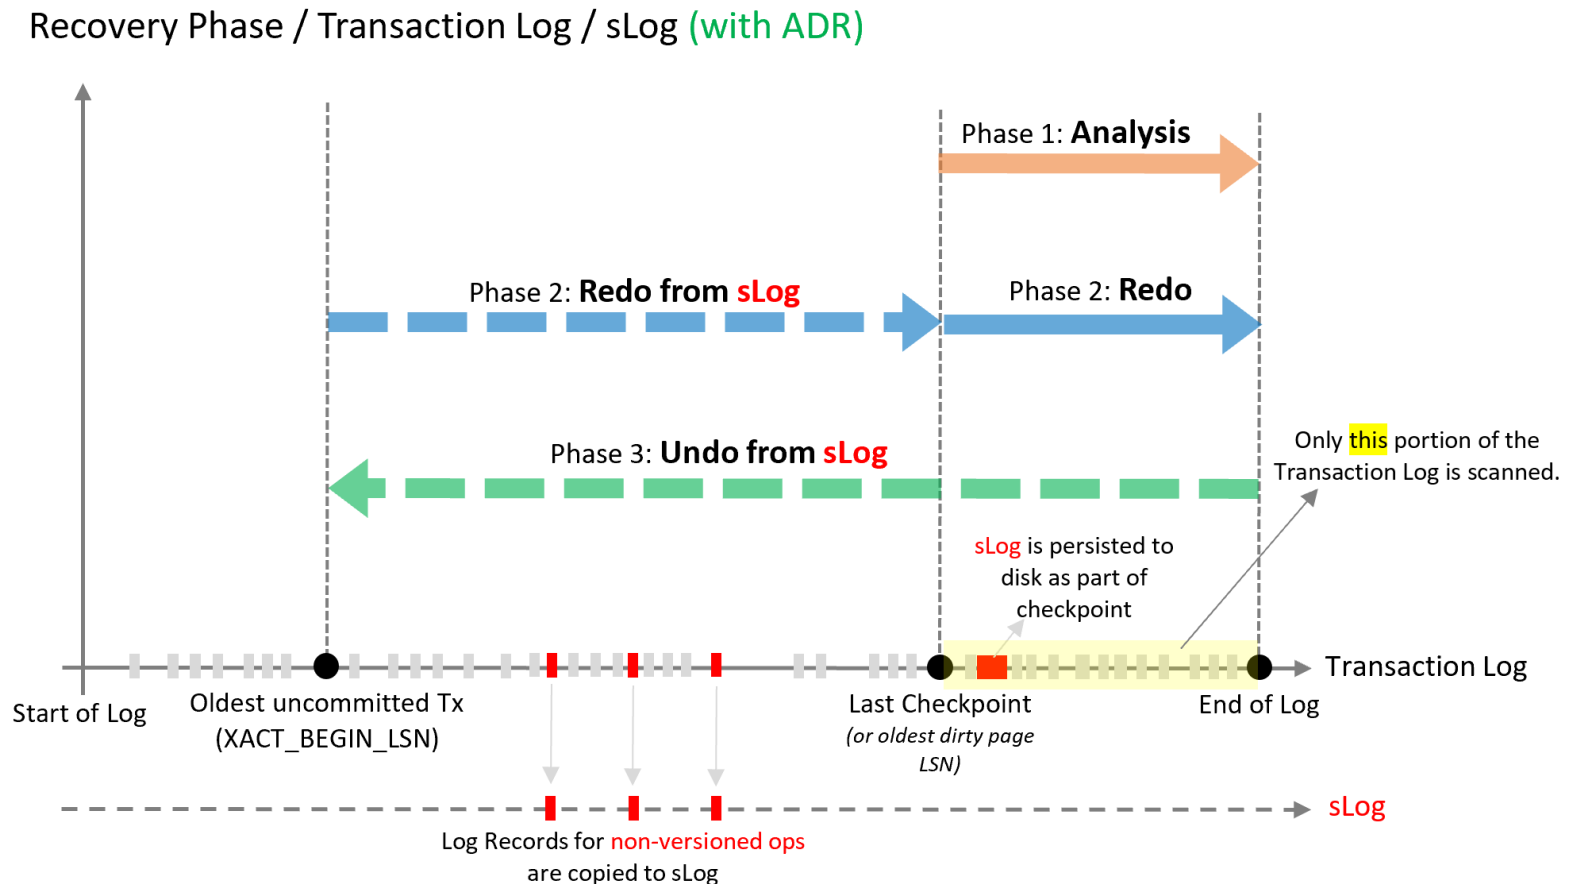 Recovery Phase / Transaction Log / sLog (with ADR)
Phase 1: Analysis
Phase 2: Redo from sLog
Phase 2: Redo
Phase 3: Undo from sLog
Only this portion of the
Transaction Log is scanned.
sLog is persisted to
disk as part of
checkpoint
Transaction Log
Start of Log
Oldest uncommitted Tx
(XACT_BEGIN_LSN)
Last Checkpoint
(or oldest dirty page
LSN)
End of Log
sLog
Log Records for non-versioned ops
are copied to sLog